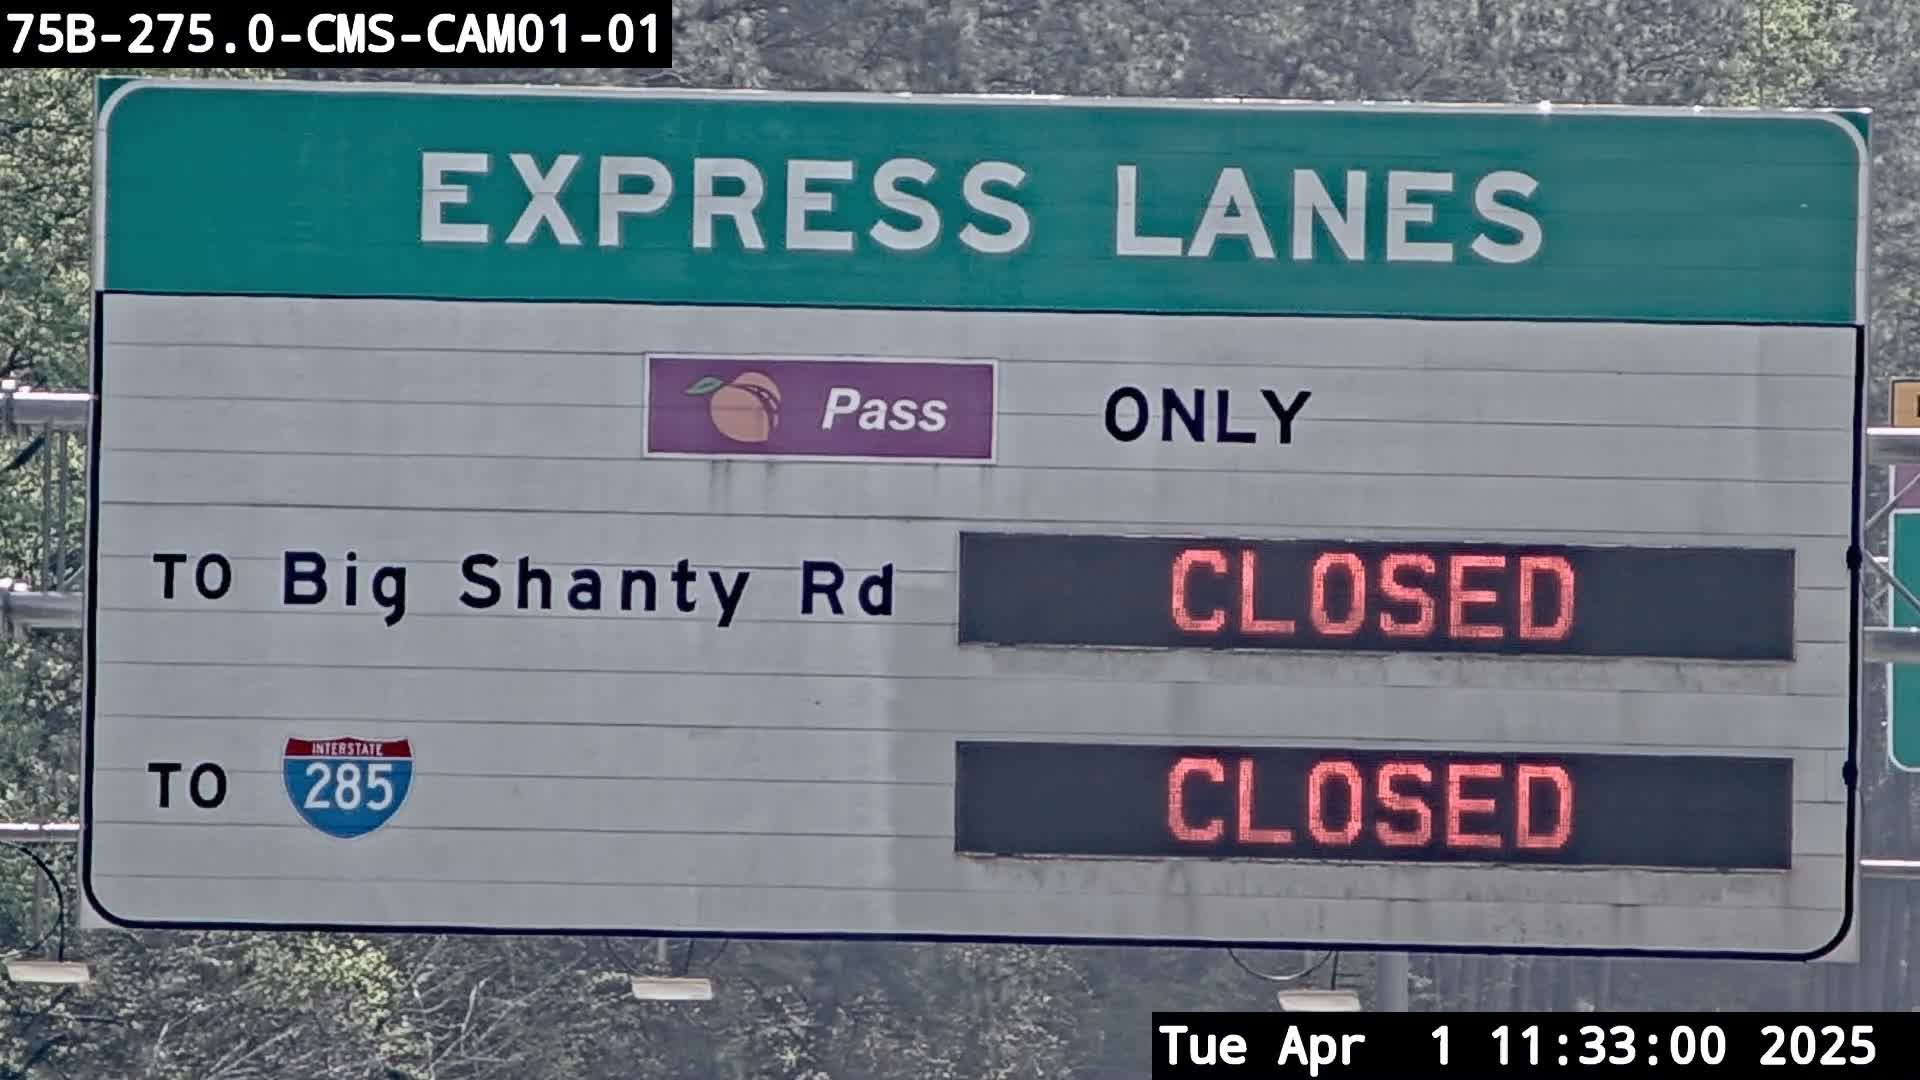 75B-275.0-CMS-CAM01-01
EXPRESS LANES
Pass ONLY
TO Big Shanty Rd CLOSED
INTERSTATE
TO 285 CLOSED
Tue Apr 1 11:33:00 2025